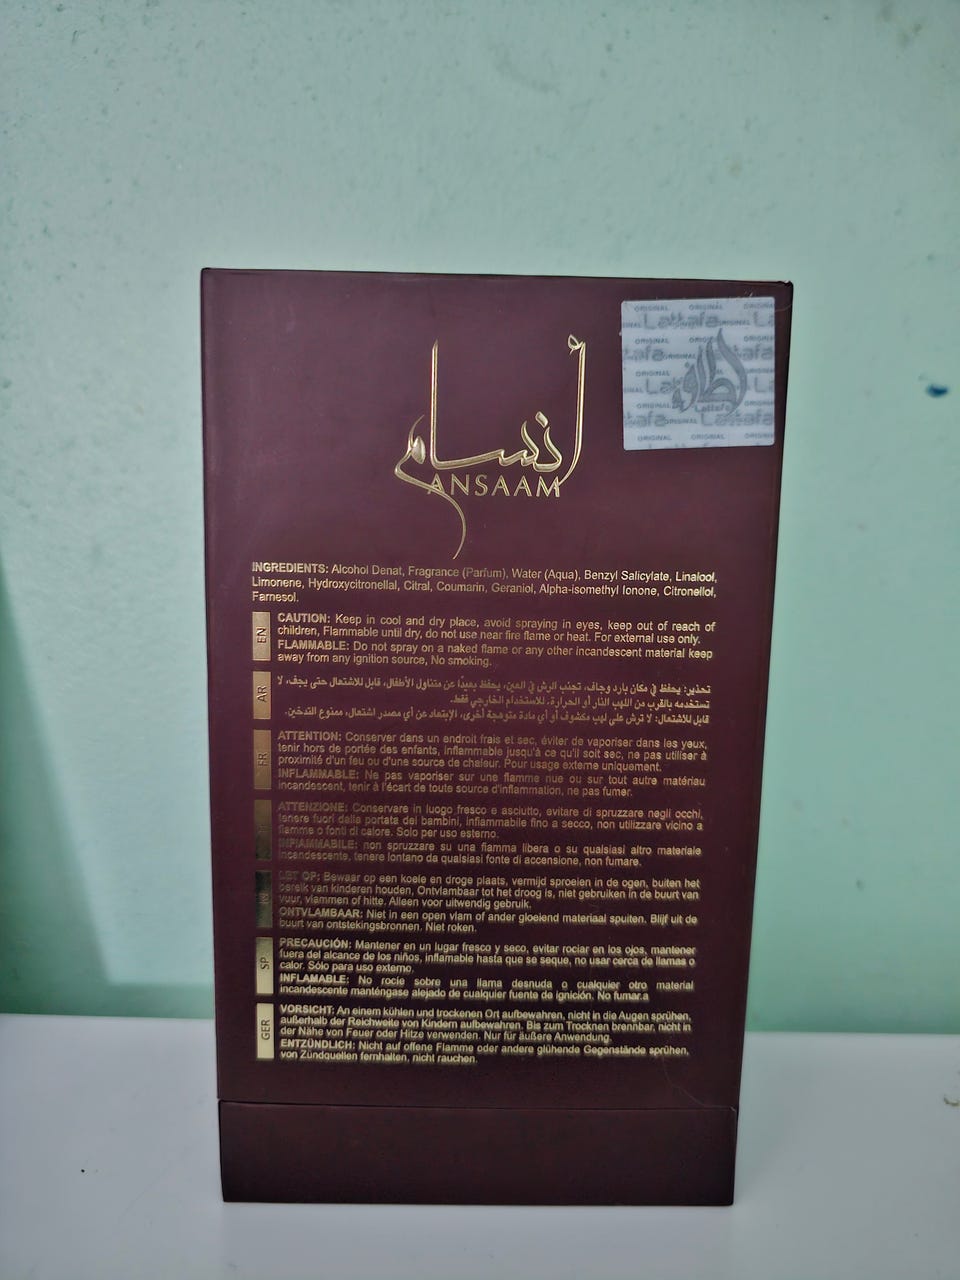 أنسام
ANSAAM
ORIGINAL
Lattafa
لطافة
Lattafa
INGREDIENTS: Alcohol Denat, Fragrance (Parfum), Water (Aqua), Benzyl Salicylate, Linalool,
Limonene, Hydroxycitronellal, Citral, Coumarin, Geraniol, Alpha-isomethyl Ionone, Citronellol,
Farnesol.
EN
CAUTION: Keep in cool and dry place, avoid spraying in eyes, keep out of reach of
children, Flammable until dry, do not use near fire flame or heat. For external use only.
FLAMMABLE: Do not spray on a naked flame or any other incandescent material keep
away from any ignition source, No smoking.
AR
تحذير: يحفظ في مكان بارد وجاف، تجنب الرش في العين، يحفظ بعيداً عن متناول الأطفال، قابل للاشتعال حتى يجف، لا
تستخدمه بالقرب من اللهب النار أو الحرارة. للاستخدام الخارجي فقط.
قابل للاشتعال: لا ترش على لهب مكشوف أو أي مادة متوهجة أخرى، الإبتعاد عن أي مصدر اشتعال، ممنوع التدخين.
FR
ATTENTION: Conserver dans un endroit frais et sec, éviter de vaporiser dans les yeux,
tenir hors de portée des enfants, inflammable jusqu'à ce qu'il soit sec, ne pas utiliser à
proximité d'un feu ou d'une source de chaleur. Pour usage externe uniquement.
INFLAMMABLE: Ne pas vaporiser sur une flamme nue ou sur tout autre matériau
incandescent, tenir à l'écart de toute source d'inflammation, ne pas fumer.
ATTENZIONE: Conservare in luogo fresco e asciutto, evitare di spruzzare negli occhi,
tenere fuori dalla portata dei bambini, infiammabile fino a secco, non utilizzare vicino a
fiamme o fonti di calore. Solo per uso esterno.
INFIAMMABILE: non spruzzare su una fiamma libera o su qualsiasi altro materiale
incandescente, tenere lontano da qualsiasi fonte di accensione, non fumare.
LET OP: Bewaar op een koele en droge plaats, vermijd sproeien in de ogen, buiten het
bereik van kinderen houden, Ontvlambaar tot het droog is, niet gebruiken in de buurt van
vuur, vlammen of hitte. Alleen voor uitwendig gebruik.
ONTVLAMBAAR: Niet in een open vlam of ander gloeiend materiaal spuiten. Blijf uit de
buurt van ontstekingsbronnen. Niet roken.
SP
PRECAUCIÓN: Mantener en un lugar fresco y seco, evitar rociar en los ojos, mantener
fuera del alcance de los niños, inflamable hasta que se seque, no usar cerca de llamas o
calor. Sólo para uso externo.
INFLAMABLE: No rocíe sobre una llama desnuda o cualquier otro material
incandescente manténgase alejado de cualquier fuente de ignición. No fumar.a
GER
VORSICHT: An einem kühlen und trockenen Ort aufbewahren, nicht in die Augen sprühen,
außerhalb der Reichweite von Kindern aufbewahren. Bis zum Trocknen brennbar, nicht in
der Nähe von Feuer oder Hitze verwenden. Nur für äußere Anwendung.
ENTZÜNDLICH: Nicht auf offene Flamme oder andere glühende Gegenstände sprühen,
von Zündquellen fernhalten, nicht rauchen.